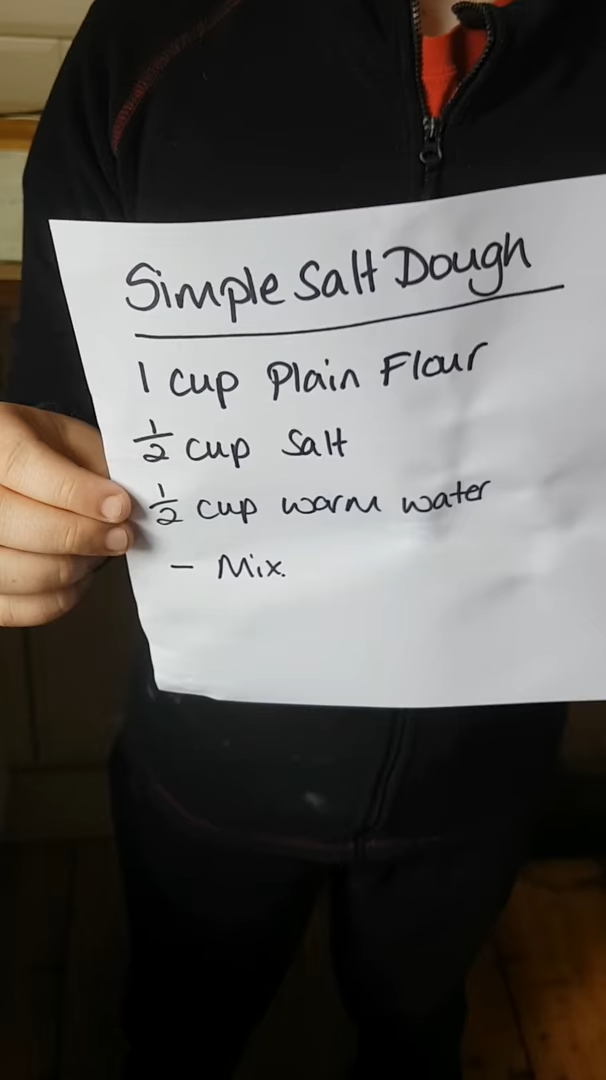 Simple Salt Dough
1 cup Plain Flour
½ cup Salt
½ cup warm water
- Mix.